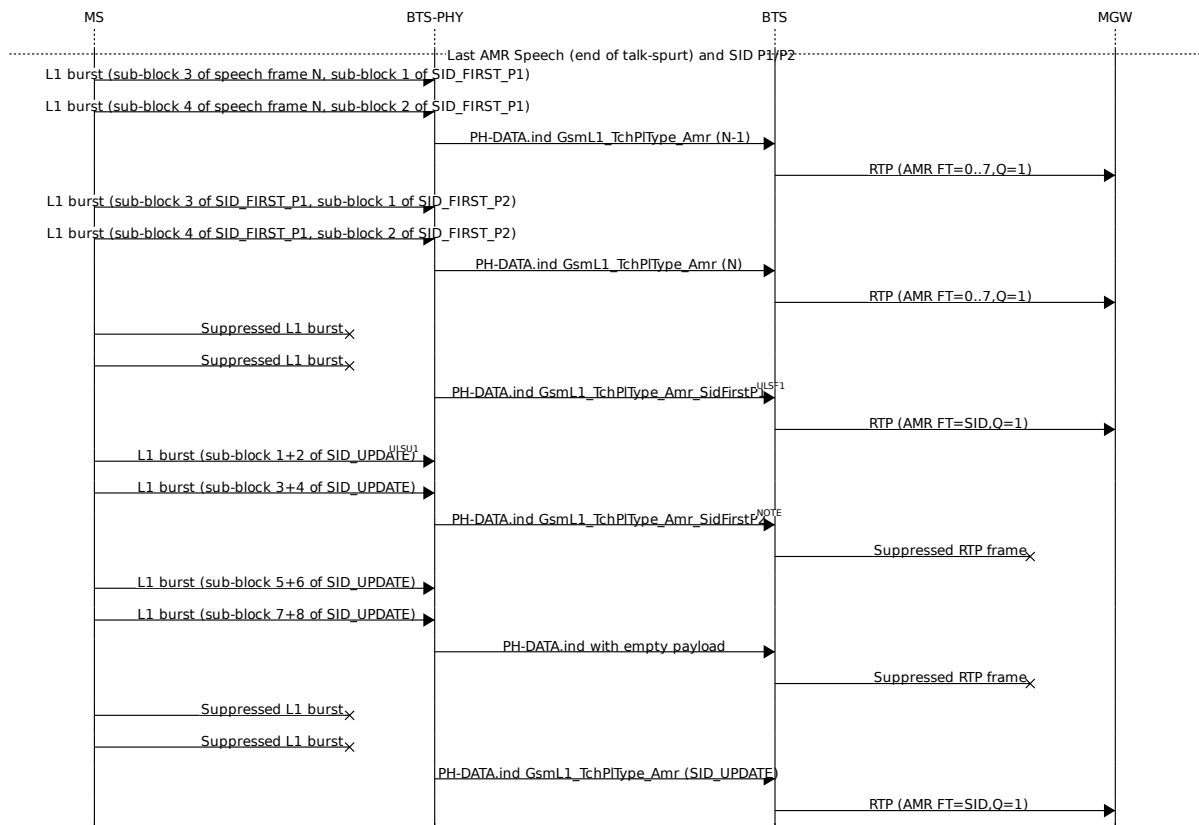 MS BTS-PHY BTS MGW
Last AMR Speech (end of talk-spurt) and SID P1/P2
L1 burst (sub-block 3 of speech frame N, sub-block 1 of SID_FIRST_P1)
L1 burst (sub-block 4 of speech frame N, sub-block 2 of SID_FIRST_P1)
PH-DATA.ind GsmL1_TchPlType_Amr (N-1)
RTP (AMR FT=0..7,Q=1)
L1 burst (sub-block 3 of SID_FIRST_P1, sub-block 1 of SID_FIRST_P2)
L1 burst (sub-block 4 of SID_FIRST_P1, sub-block 2 of SID_FIRST_P2)
PH-DATA.ind GsmL1_TchPlType_Amr (N)
RTP (AMR FT=0..7,Q=1)
Suppressed L1 burst
Suppressed L1 burst
PH-DATA.ind GsmL1_TchPlType_Amr_SidFirstP1 ULSF1
RTP (AMR FT=SID,Q=1)
L1 burst (sub-block 1+2 of SID_UPDATE) ULSU1
L1 burst (sub-block 3+4 of SID_UPDATE)
PH-DATA.ind GsmL1_TchPlType_Amr_SidFirstP2 NOTE
Suppressed RTP frame
L1 burst (sub-block 5+6 of SID_UPDATE)
L1 burst (sub-block 7+8 of SID_UPDATE)
PH-DATA.ind with empty payload
Suppressed RTP frame
Suppressed L1 burst
Suppressed L1 burst
PH-DATA.ind GsmL1_TchPlType_Amr (SID_UPDATE)
RTP (AMR FT=SID,Q=1)